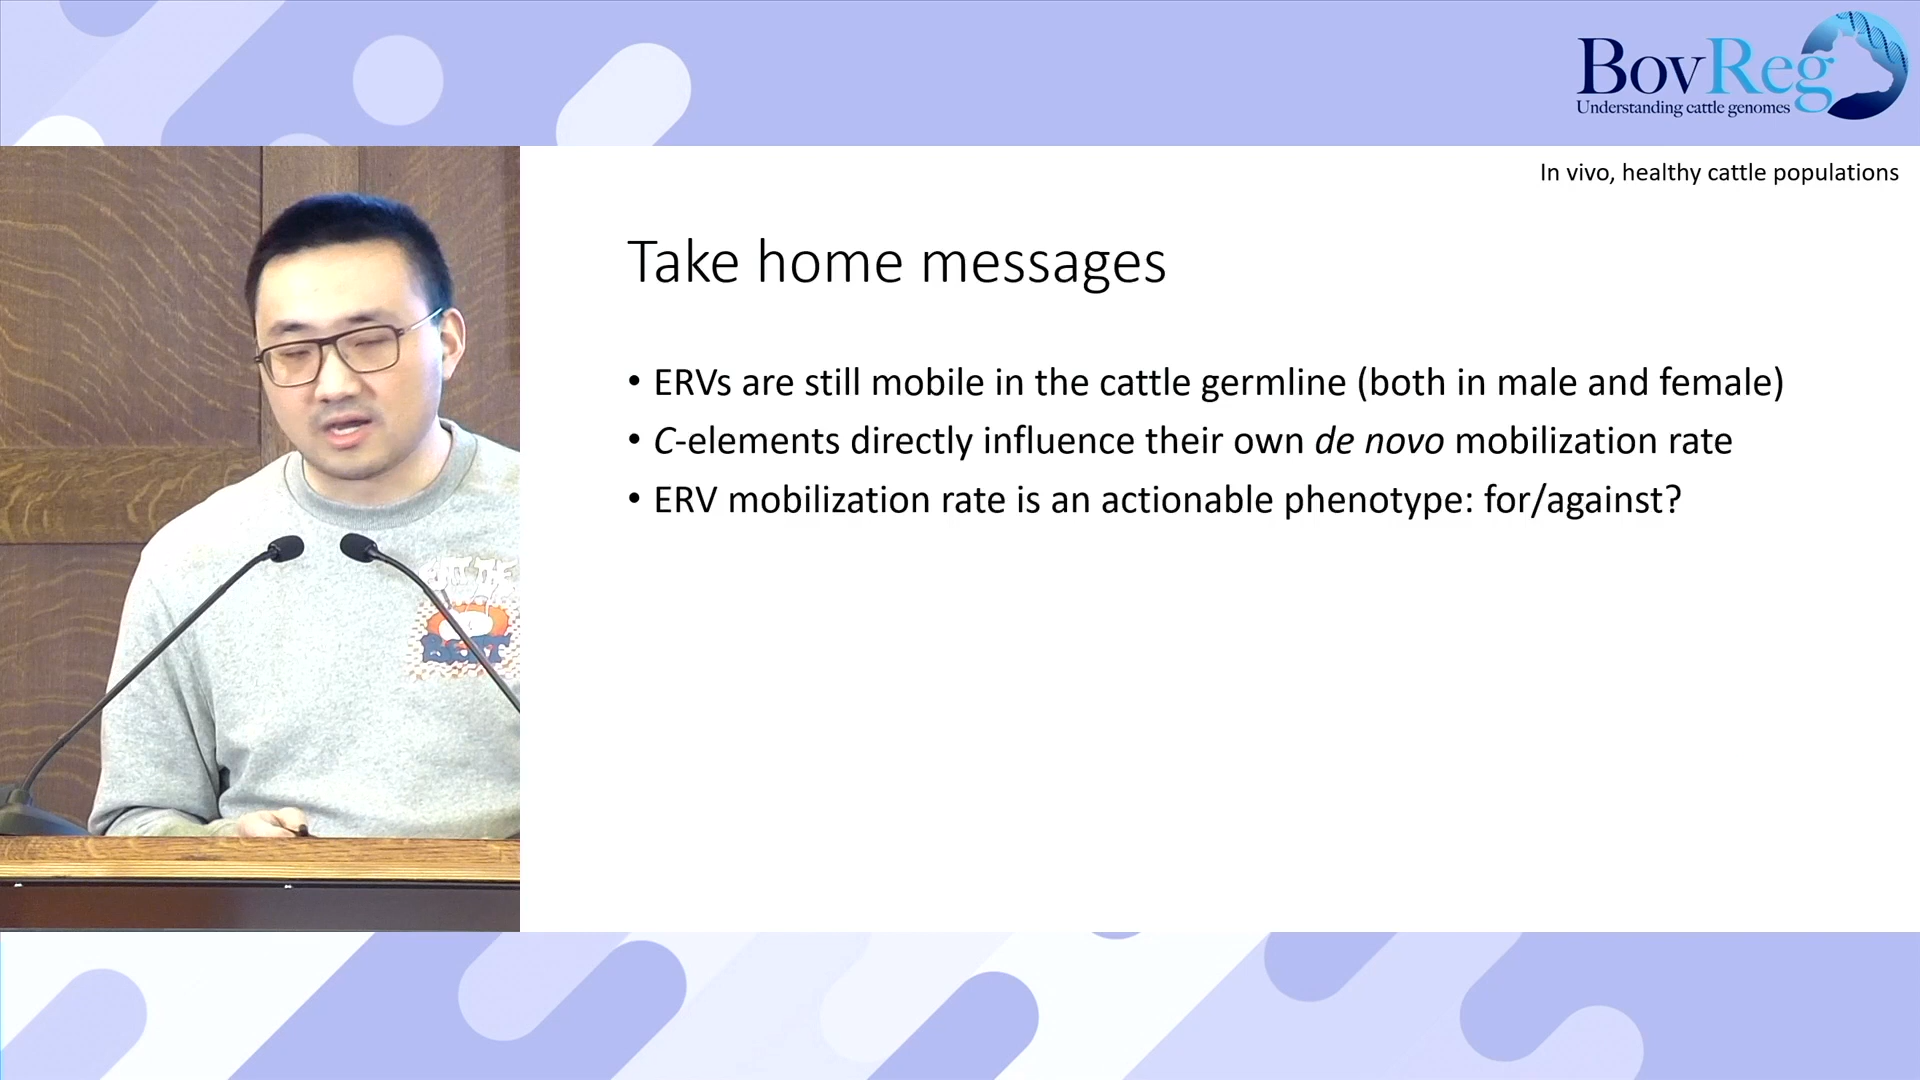 BovReg
Understanding cattle genomes
In vivo, healthy cattle populations
Take home messages
• ERVs are still mobile in the cattle germline (both in male and female)
• C-elements directly influence their own de novo mobilization rate
• ERV mobilization rate is an actionable phenotype: for/against?